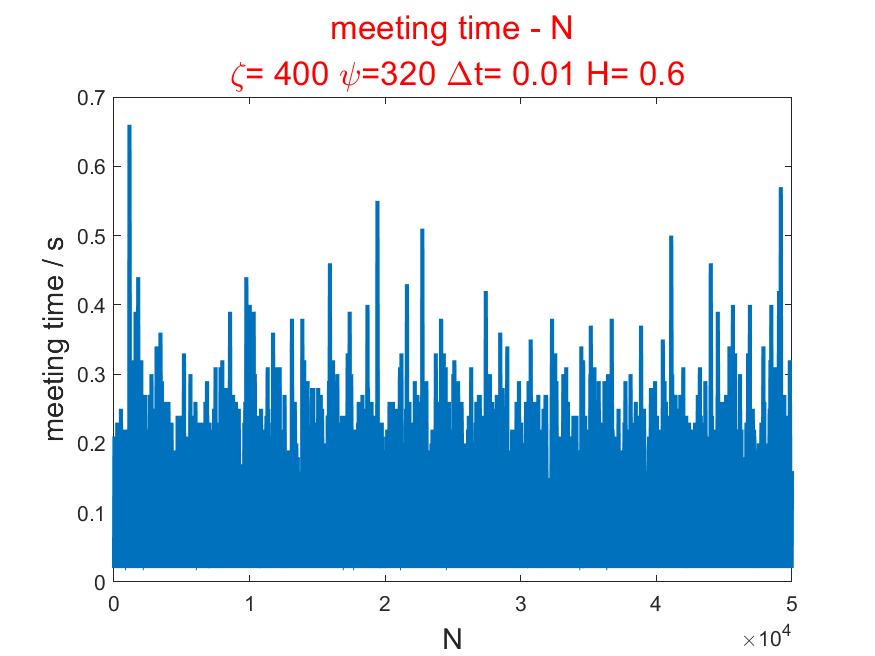 meeting time - N
ζ= 400 ψ=320 Δt= 0.01 H= 0.6
0.7
0.6
0.5
0.4
0.3
0.2
0.1
0
meeting time / s
0 1 2 3 4 5
N
×10⁴